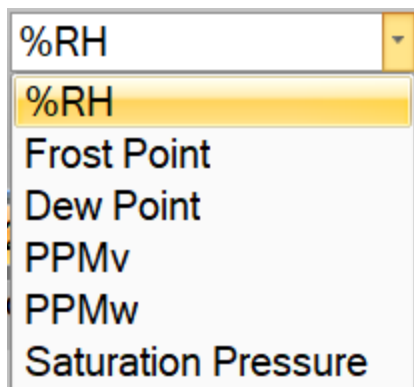 %RH
%RH
Frost Point
Dew Point
PPMv
PPMw
Saturation Pressure